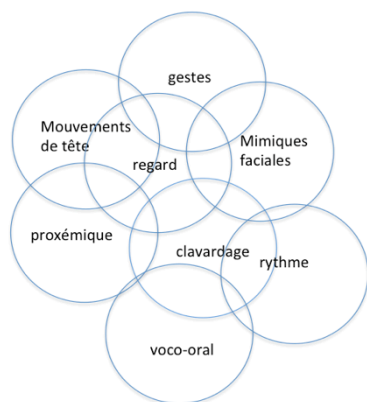 gestes
Mouvements
de tête
Mimiques
faciales
regard
proxémique
clavardage
rythme
voco-oral